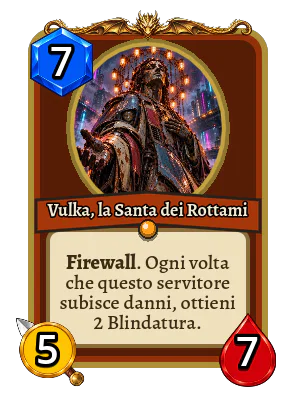 7
Vulka, la Santa dei Rottami
Firewall. Ogni volta
che questo servitore
subisce danni, ottieni
2 Blindatura.
5
7